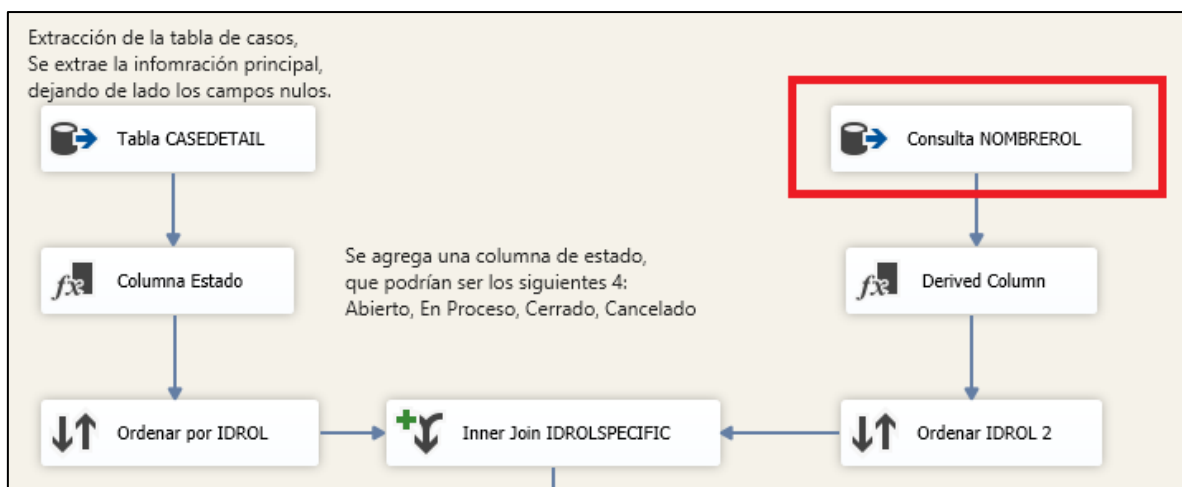 Extracción de la tabla de casos,
Se extrae la infomración principal,
dejando de lado los campos nulos.
Tabla CASEDETAIL
Consulta NOMBREROL
Columna Estado
Se agrega una columna de estado,
que podrían ser los siguientes 4:
Abierto, En Proceso, Cerrado, Cancelado
Derived Column
Ordenar por IDROL
Inner Join IDROLSPECIFIC
Ordenar IDROL 2